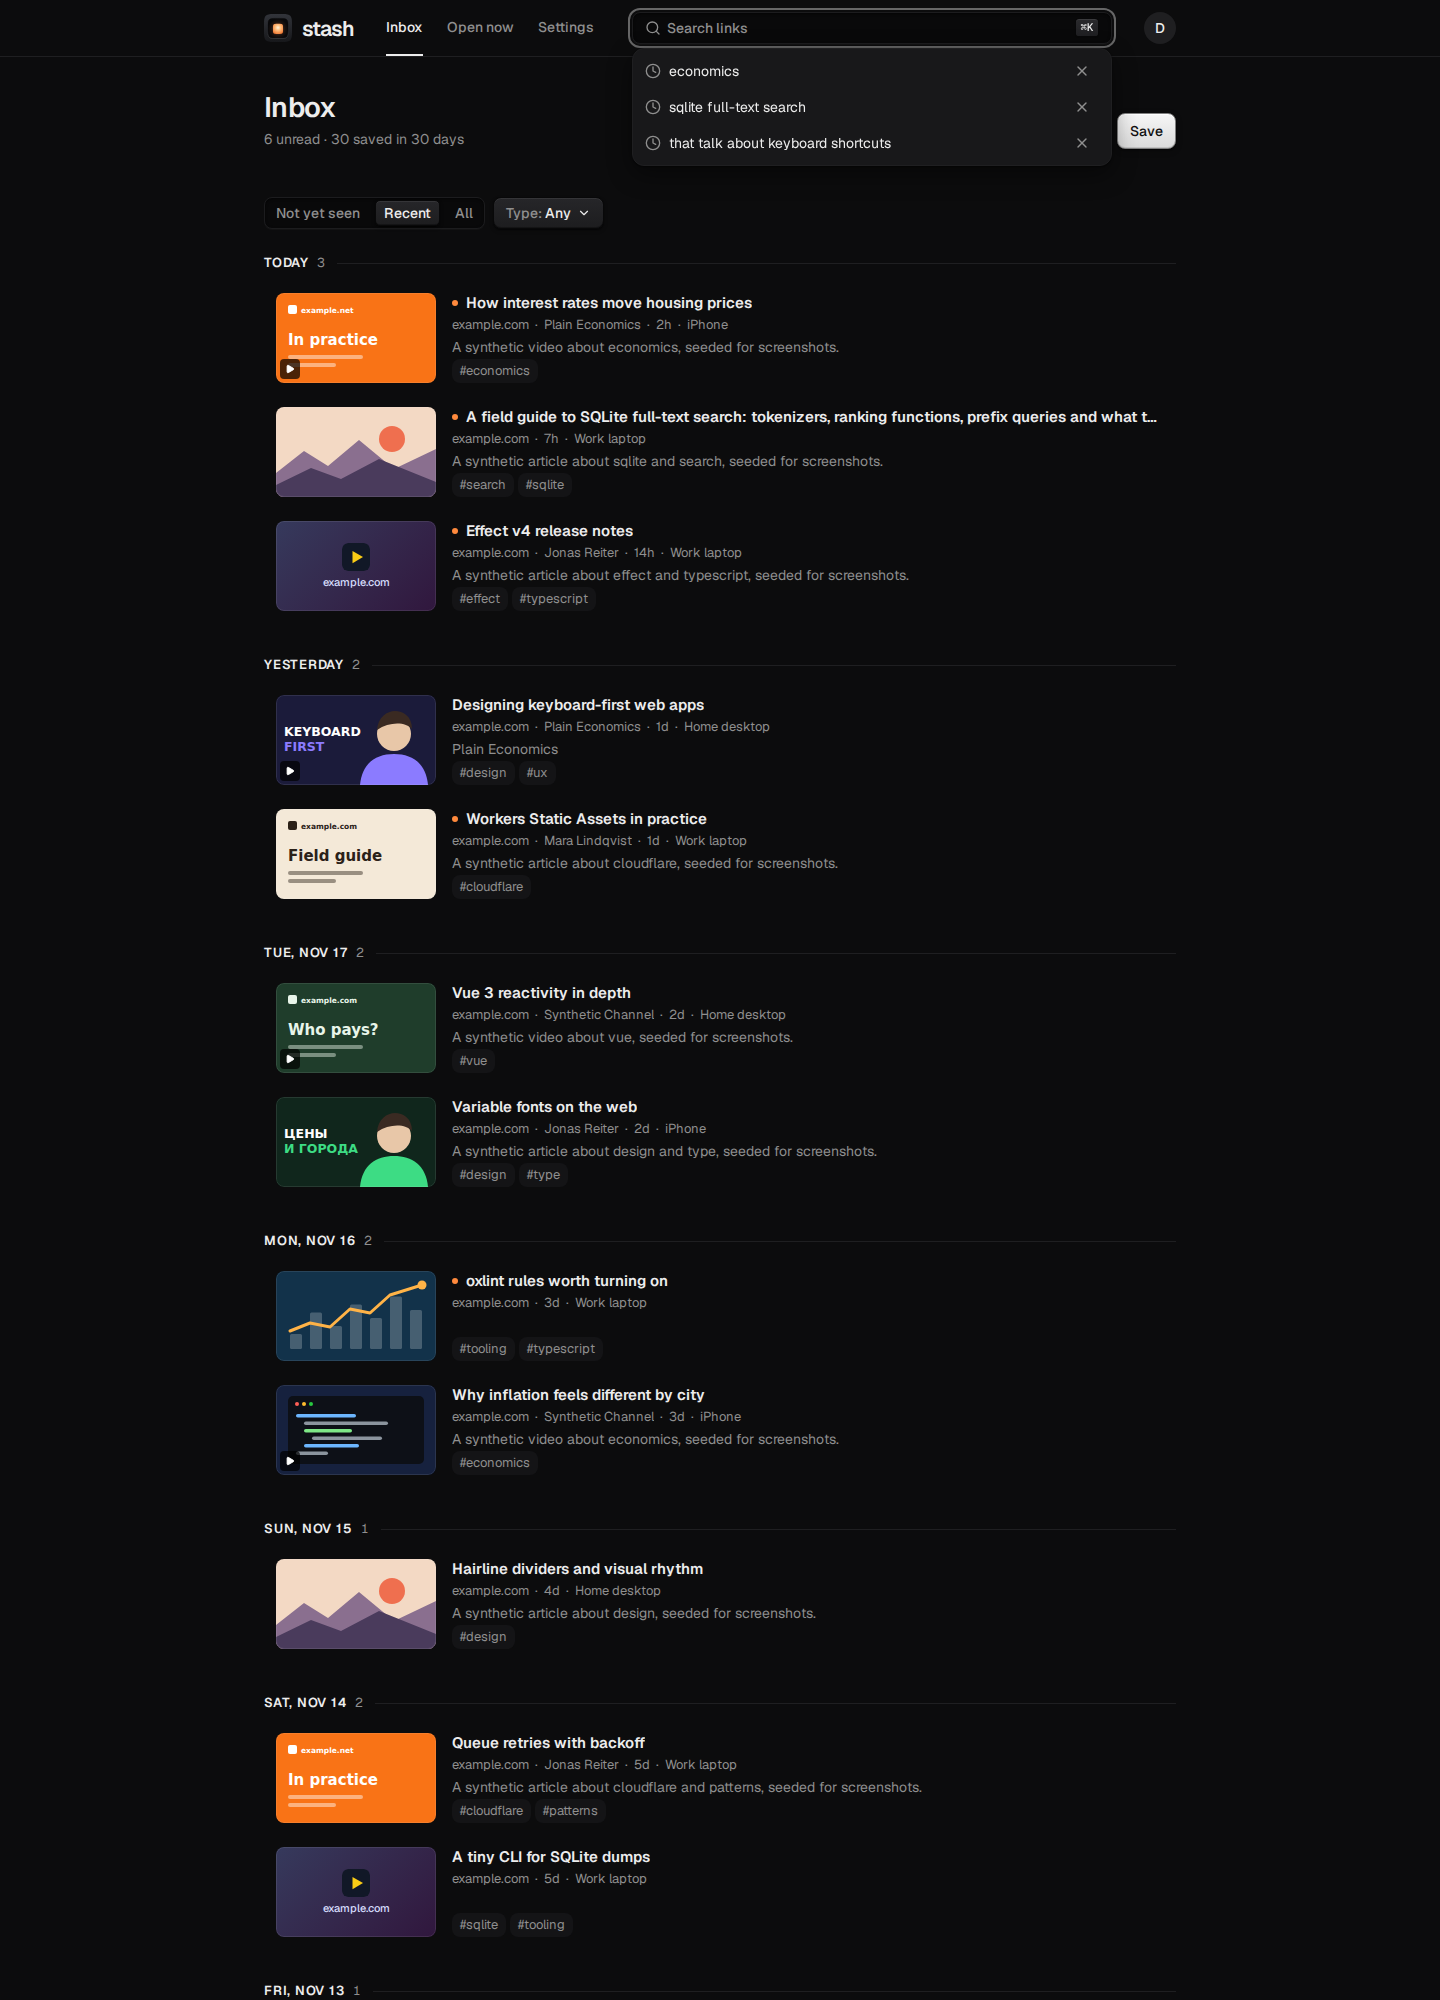 stash
Inbox
Open now
Settings
Search links
⌘K
D
economics
sqlite full-text search
that talk about keyboard shortcuts
Inbox
6 unread · 30 saved in 30 days
Save
Not yet seen
Recent
All
Type: Any
TODAY 3
example.net
In practice
How interest rates move housing prices
example.com · Plain Economics · 2h · iPhone
A synthetic video about economics, seeded for screenshots.
#economics
A field guide to SQLite full-text search: tokenizers, ranking functions, prefix queries and what t…
example.com · 7h · Work laptop
A synthetic article about sqlite and search, seeded for screenshots.
#search #sqlite
example.com
Effect v4 release notes
example.com · Jonas Reiter · 14h · Work laptop
A synthetic article about effect and typescript, seeded for screenshots.
#effect #typescript
YESTERDAY 2
KEYBOARD
FIRST
Designing keyboard-first web apps
example.com · Plain Economics · 1d · Home desktop
Plain Economics
#design #ux
example.com
Field guide
Workers Static Assets in practice
example.com · Mara Lindqvist · 1d · Work laptop
A synthetic article about cloudflare, seeded for screenshots.
#cloudflare
TUE, NOV 17 2
example.com
Who pays?
Vue 3 reactivity in depth
example.com · Synthetic Channel · 2d · Home desktop
A synthetic video about vue, seeded for screenshots.
#vue
ЦЕНЫ
И ГОРОДА
Variable fonts on the web
example.com · Jonas Reiter · 2d · iPhone
A synthetic article about design and type, seeded for screenshots.
#design #type
MON, NOV 16 2
oxlint rules worth turning on
example.com · 3d · Work laptop
#tooling #typescript
Why inflation feels different by city
example.com · Synthetic Channel · 3d · iPhone
A synthetic video about economics, seeded for screenshots.
#economics
SUN, NOV 15 1
Hairline dividers and visual rhythm
example.com · 4d · Home desktop
A synthetic article about design, seeded for screenshots.
#design
SAT, NOV 14 2
example.net
In practice
Queue retries with backoff
example.com · Jonas Reiter · 5d · Work laptop
A synthetic article about cloudflare and patterns, seeded for screenshots.
#cloudflare #patterns
example.com
A tiny CLI for SQLite dumps
example.com · 5d · Work laptop
#sqlite #tooling
FRI, NOV 13 1